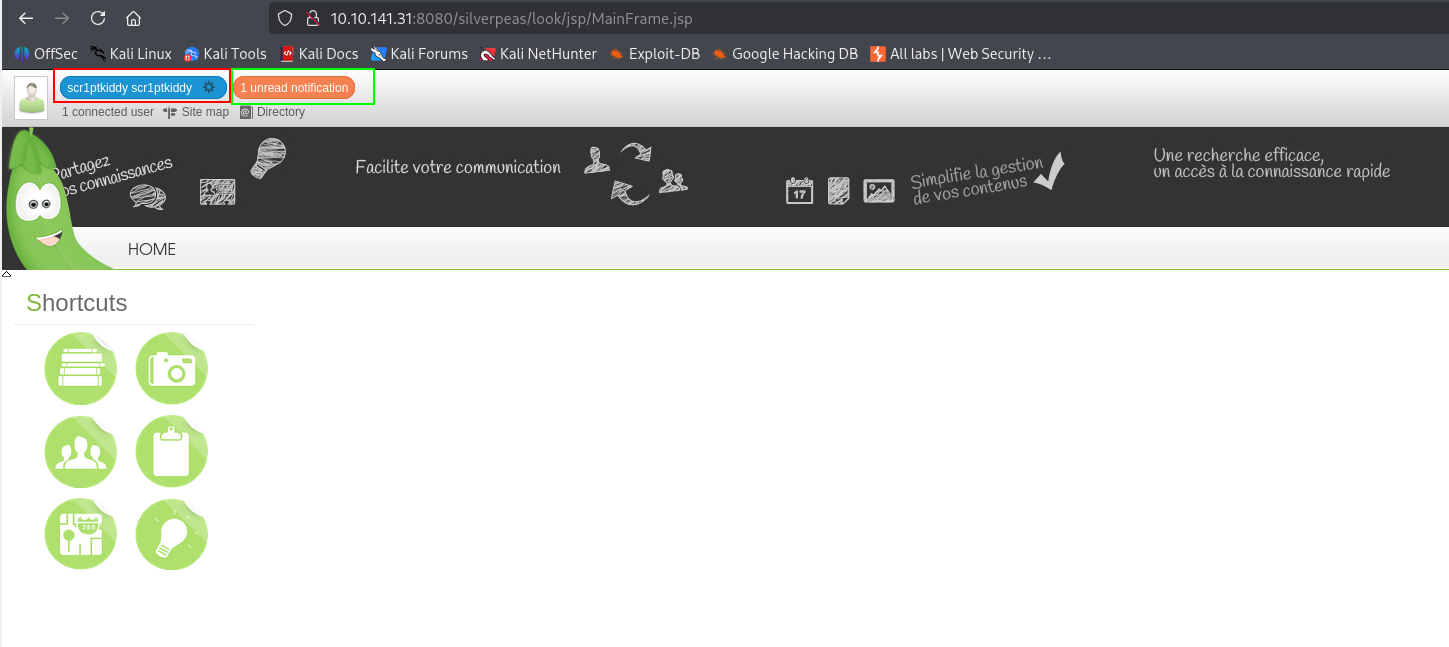 10.10.141.31:8080/silverpeas/look/jsp/MainFrame.jsp
OffSec Kali Linux Kali Tools Kali Docs Kali Forums Kali NetHunter Exploit-DB Google Hacking DB All labs | Web Security …
scr1ptkiddy scr1ptkiddy 1 unread notification
1 connected user Site map Directory
Partagez
vos connaissances
Facilite votre communication
17
Simplifie la gestion
de vos contenus
Une recherche efficace,
un accès à la connaissance rapide
HOME
Shortcuts